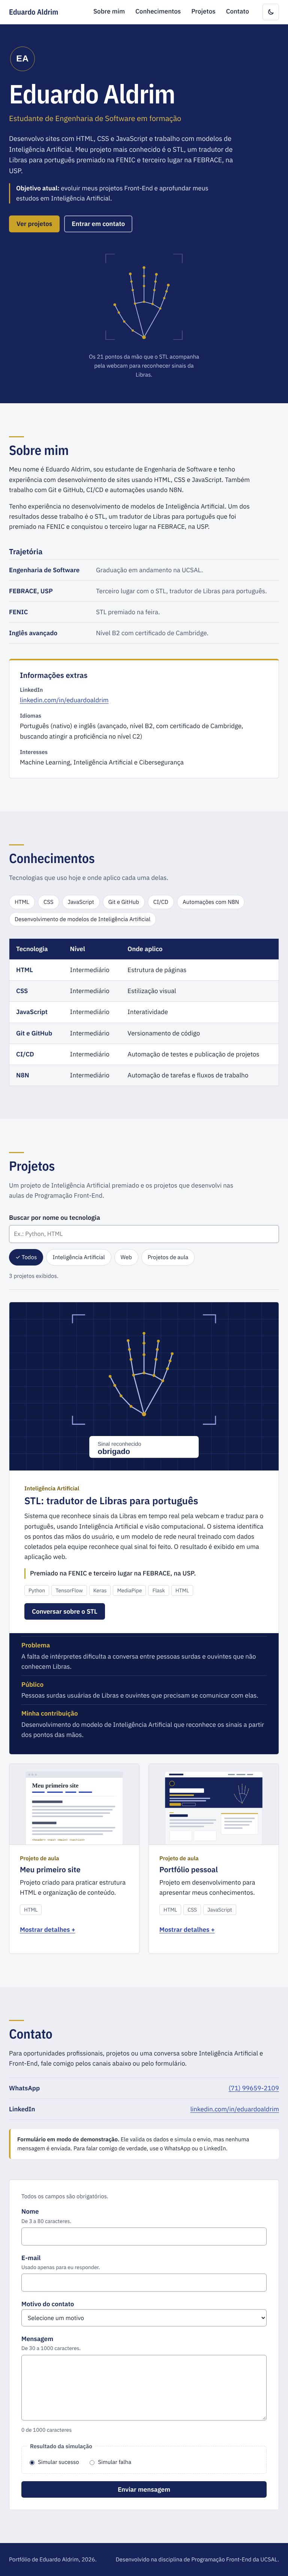 Eduardo Aldrim
Sobre mim
Conhecimentos
Projetos
Contato
EA
Eduardo Aldrim
Estudante de Engenharia de Software em formação
Desenvolvo sites com HTML, CSS e JavaScript e trabalho com modelos de
Inteligência Artificial. Meu projeto mais conhecido é o STL, um tradutor de
Libras para português premiado na FENIC e terceiro lugar na FEBRACE, na
USP.
Objetivo atual: evoluir meus projetos Front-End e aprofundar meus
estudos em Inteligência Artificial.
Ver projetos
Entrar em contato
Os 21 pontos da mão que o STL acompanha
pela webcam para reconhecer sinais da
Libras.
Sobre mim
Meu nome é Eduardo Aldrim, sou estudante de Engenharia de Software e tenho
experiência com desenvolvimento de sites usando HTML, CSS e JavaScript. Também
trabalho com Git e GitHub, CI/CD e automações usando N8N.
Tenho experiência no desenvolvimento de modelos de Inteligência Artificial. Um dos
resultados desse trabalho é o STL, um tradutor de Libras para português que foi
premiado na FENIC e conquistou o terceiro lugar na FEBRACE, na USP.
Trajetória
Engenharia de Software
Graduação em andamento na UCSAL.
FEBRACE, USP
Terceiro lugar com o STL, tradutor de Libras para português.
FENIC
STL premiado na feira.
Inglês avançado
Nível B2 com certificado de Cambridge.
Informações extras
LinkedIn
linkedin.com/in/eduardoaldrim
Idiomas
Português (nativo) e inglês (avançado, nível B2, com certificado de Cambridge,
buscando atingir a proficiência no nível C2)
Interesses
Machine Learning, Inteligência Artificial e Cibersegurança
Conhecimentos
Tecnologias que uso hoje e onde aplico cada uma delas.
HTML
CSS
JavaScript
Git e GitHub
CI/CD
Automações com N8N
Desenvolvimento de modelos de Inteligência Artificial
Tecnologia Nível Onde aplico
HTML Intermediário Estrutura de páginas
CSS Intermediário Estilização visual
JavaScript Intermediário Interatividade
Git e GitHub Intermediário Versionamento de código
CI/CD Intermediário Automação de testes e publicação de projetos
N8N Intermediário Automação de tarefas e fluxos de trabalho
Projetos
Um projeto de Inteligência Artificial premiado e os projetos que desenvolvi nas
aulas de Programação Front-End.
Buscar por nome ou tecnologia
Ex.: Python, HTML
✓ Todos
Inteligência Artificial
Web
Projetos de aula
3 projetos exibidos.
Sinal reconhecido
obrigado
Inteligência Artificial
STL: tradutor de Libras para português
Sistema que reconhece sinais da Libras em tempo real pela webcam e traduz para o
português, usando Inteligência Artificial e visão computacional. O sistema identifica
os pontos das mãos do usuário, e um modelo de rede neural treinado com dados
coletados pela equipe reconhece qual sinal foi feito. O resultado é exibido em uma
aplicação web.
Premiado na FENIC e terceiro lugar na FEBRACE, na USP.
Python
TensorFlow
Keras
MediaPipe
Flask
HTML
Conversar sobre o STL
Problema
A falta de intérpretes dificulta a conversa entre pessoas surdas e ouvintes que não
conhecem Libras.
Público
Pessoas surdas usuárias de Libras e ouvintes que precisam se comunicar com elas.
Minha contribuição
Desenvolvimento do modelo de Inteligência Artificial que reconhece os sinais a partir
dos pontos das mãos.
Meu primeiro site
Projeto de aula
Meu primeiro site
Projeto criado para praticar estrutura
HTML e organização de conteúdo.
HTML
Mostrar detalhes +
Projeto de aula
Portfólio pessoal
Projeto em desenvolvimento para
apresentar meus conhecimentos.
HTML
CSS
JavaScript
Mostrar detalhes +
Contato
Para oportunidades profissionais, projetos ou uma conversa sobre Inteligência Artificial e
Front-End, fale comigo pelos canais abaixo ou pelo formulário.
WhatsApp
(71) 99659-2109
LinkedIn
linkedin.com/in/eduardoaldrim
Formulário em modo de demonstração. Ele valida os dados e simula o envio, mas nenhuma
mensagem é enviada. Para falar comigo de verdade, use o WhatsApp ou o LinkedIn.
Todos os campos são obrigatórios.
Nome
De 3 a 80 caracteres.
E-mail
Usado apenas para eu responder.
Motivo do contato
Selecione um motivo
Mensagem
De 30 a 1000 caracteres.
0 de 1000 caracteres
Resultado da simulação
Simular sucesso
Simular falha
Enviar mensagem
Portfólio de Eduardo Aldrim, 2026.
Desenvolvido na disciplina de Programação Front-End da UCSAL.